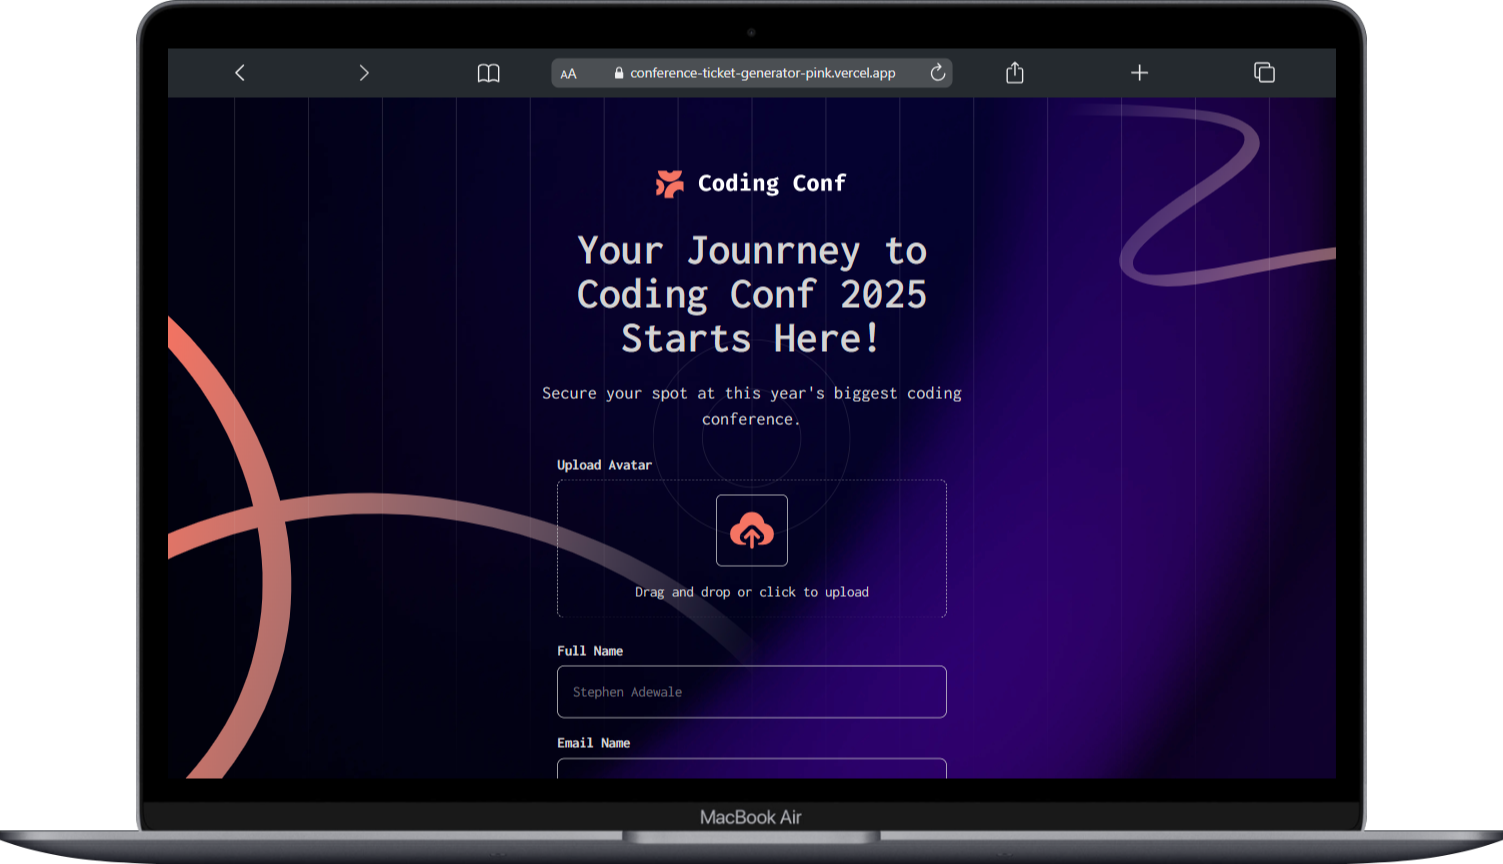 AA conference-ticket-generator-pink.vercel.app
Coding Conf
Your Jounrney to
Coding Conf 2025
Starts Here!
Secure your spot at this year's biggest coding
conference.
Upload Avatar
Drag and drop or click to upload
Full Name
Stephen Adewale
Email Name
MacBook Air